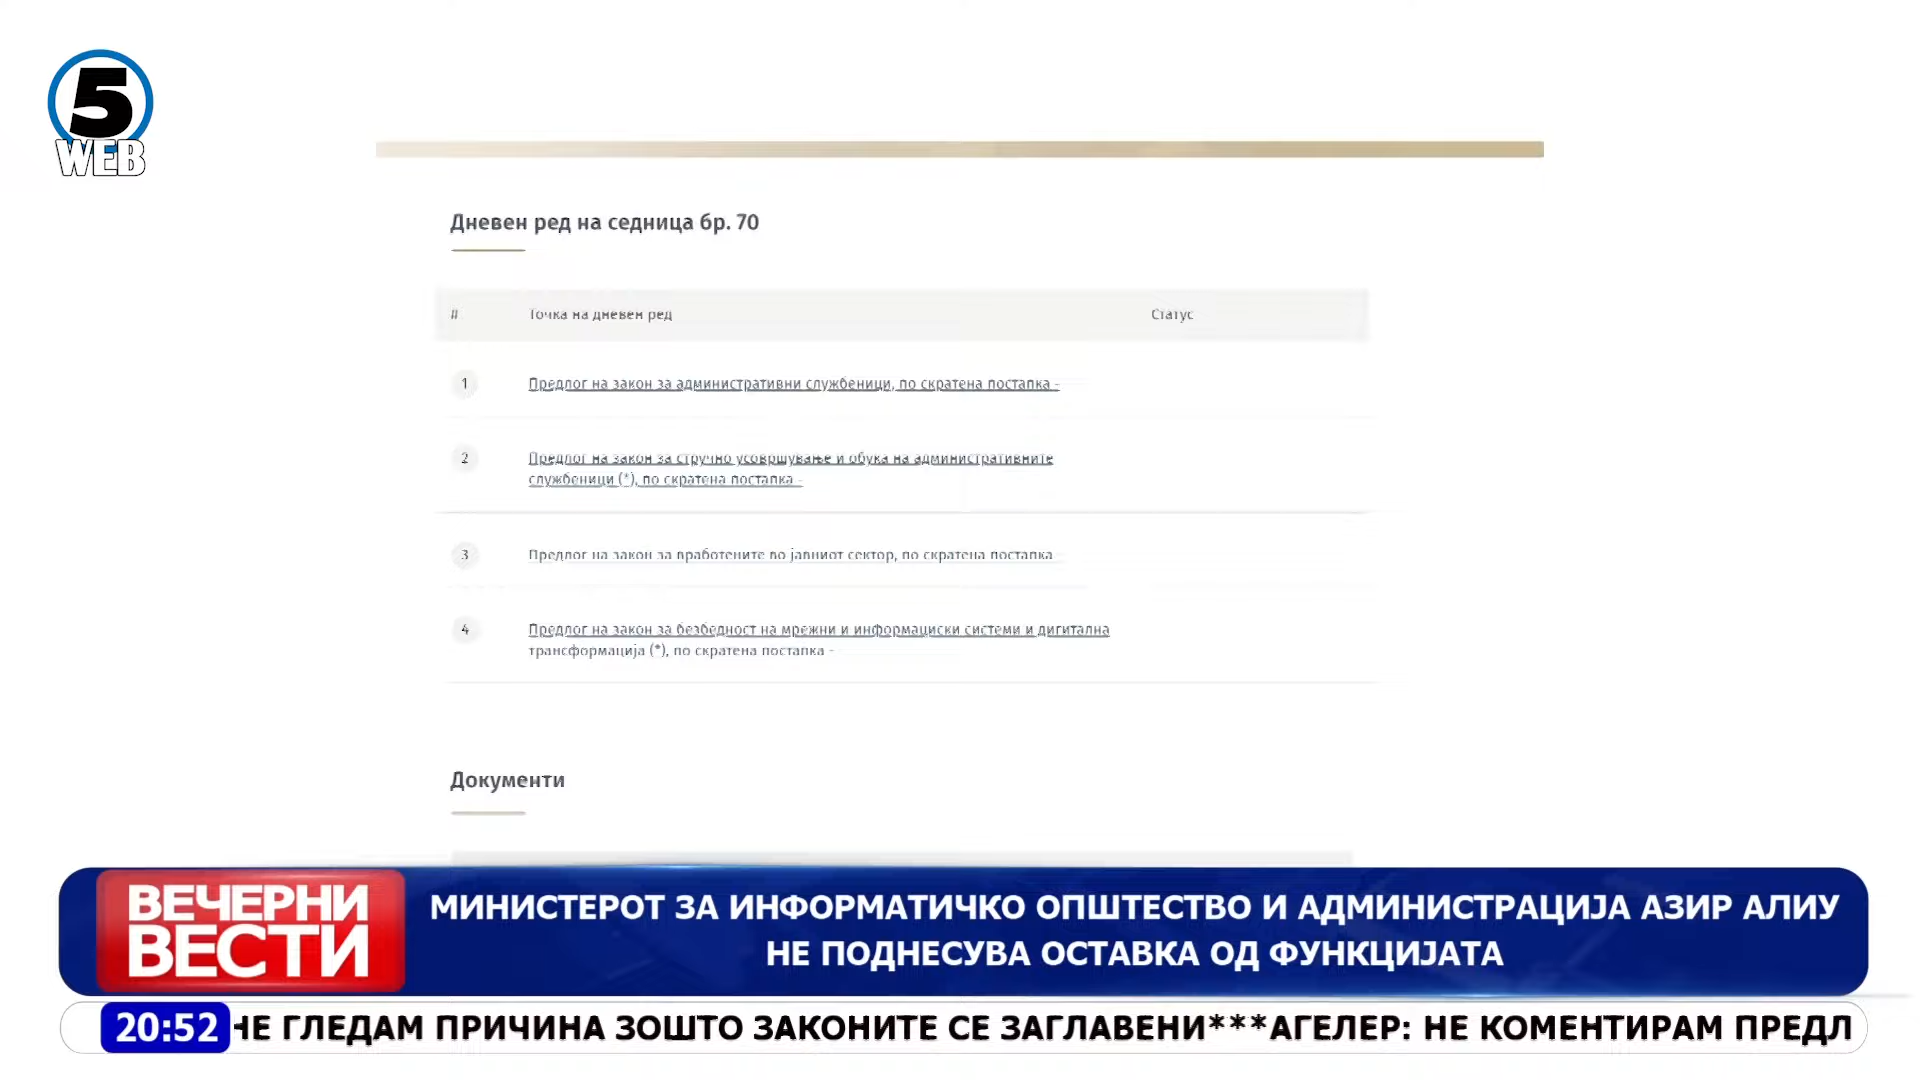 5
WEB
Дневен ред на седница бр. 70
# Точка на дневен ред Статус
1 Предлог на закон за административни службеници, по скратена постапка -
2 Предлог на закон за стручно усовршување и обука на административните
службеници (*), по скратена постапка -
3 Предлог на закон за вработените во јавниот сектор, по скратена постапка
4 Предлог на закон за безбедност на мрежни и информациски системи и дигитална
трансформација (*), по скратена постапка -
Документи
ВЕЧЕРНИ
ВЕСТИ
МИНИСТЕРОТ ЗА ИНФОРМАТИЧКО ОПШТЕСТВО И АДМИНИСТРАЦИЈА АЗИР АЛИУ
НЕ ПОДНЕСУВА ОСТАВКА ОД ФУНКЦИЈАТА
20:52 НЕ ГЛЕДАМ ПРИЧИНА ЗОШТО ЗАКОНИТЕ СЕ ЗАГЛАВЕНИ***АГЕЛЕР: НЕ КОМЕНТИРАМ ПРЕДЛ